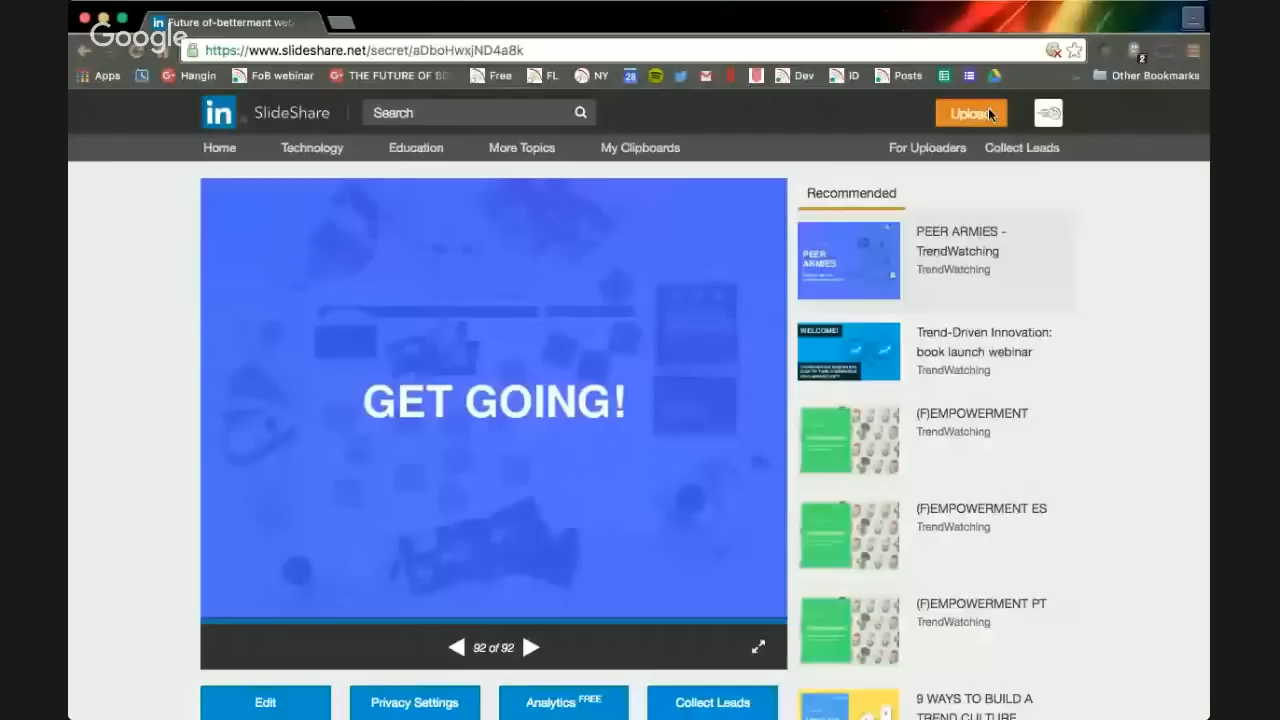 Future of-betterment web
Google
https://www.slideshare.net/secret/aDboHwxjND4a8k
2
Apps
Hangin
FoB webinar
THE FUTURE OF BE
Free
FL
NY
28
Dev
ID
Posts
Other Bookmarks
in SlideShare
Search
Upload
Home
Technology
Education
More Topics
My Clipboards
For Uploaders
Collect Leads
GET GOING!
92 of 92
Edit
Privacy Settings
Analytics FREE
Collect Leads
Recommended
PEER
ARMIES
PEER ARMIES -
TrendWatching
TrendWatching
WELCOME!
Trend-Driven Innovation:
book launch webinar
TrendWatching
(F)EMPOWERMENT
TrendWatching
(F)EMPOWERMENT ES
TrendWatching
(F)EMPOWERMENT PT
TrendWatching
9 WAYS TO BUILD A
TREND CULTURE